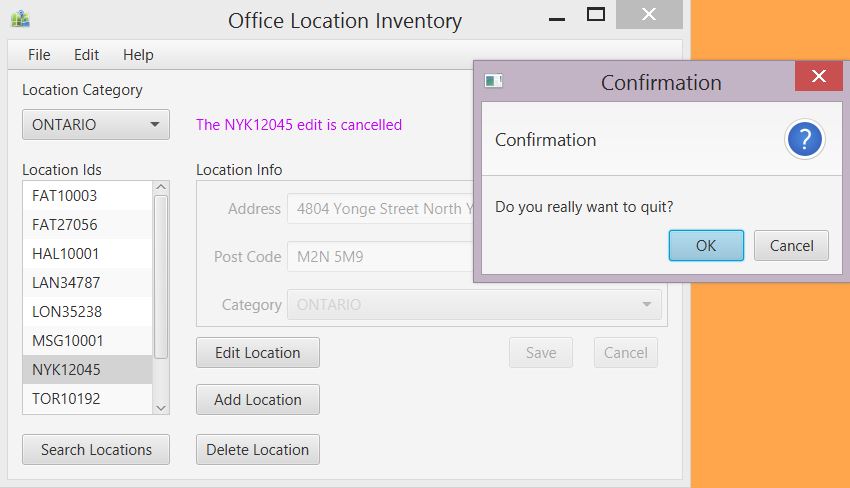 Office Location Inventory
File Edit Help
Location Category
ONTARIO
The NYK12045 edit is cancelled
Location Ids
FAT10003
FAT27056
HAL10001
LAN34787
LON35238
MSG10001
NYK12045
TOR10192
Search Locations
Location Info
Address 4804 Yonge Street North Y
Post Code M2N 5M9
Category ONTARIO
Edit Location Save Cancel
Add Location
Delete Location
Confirmation
Confirmation
?
Do you really want to quit?
OK Cancel